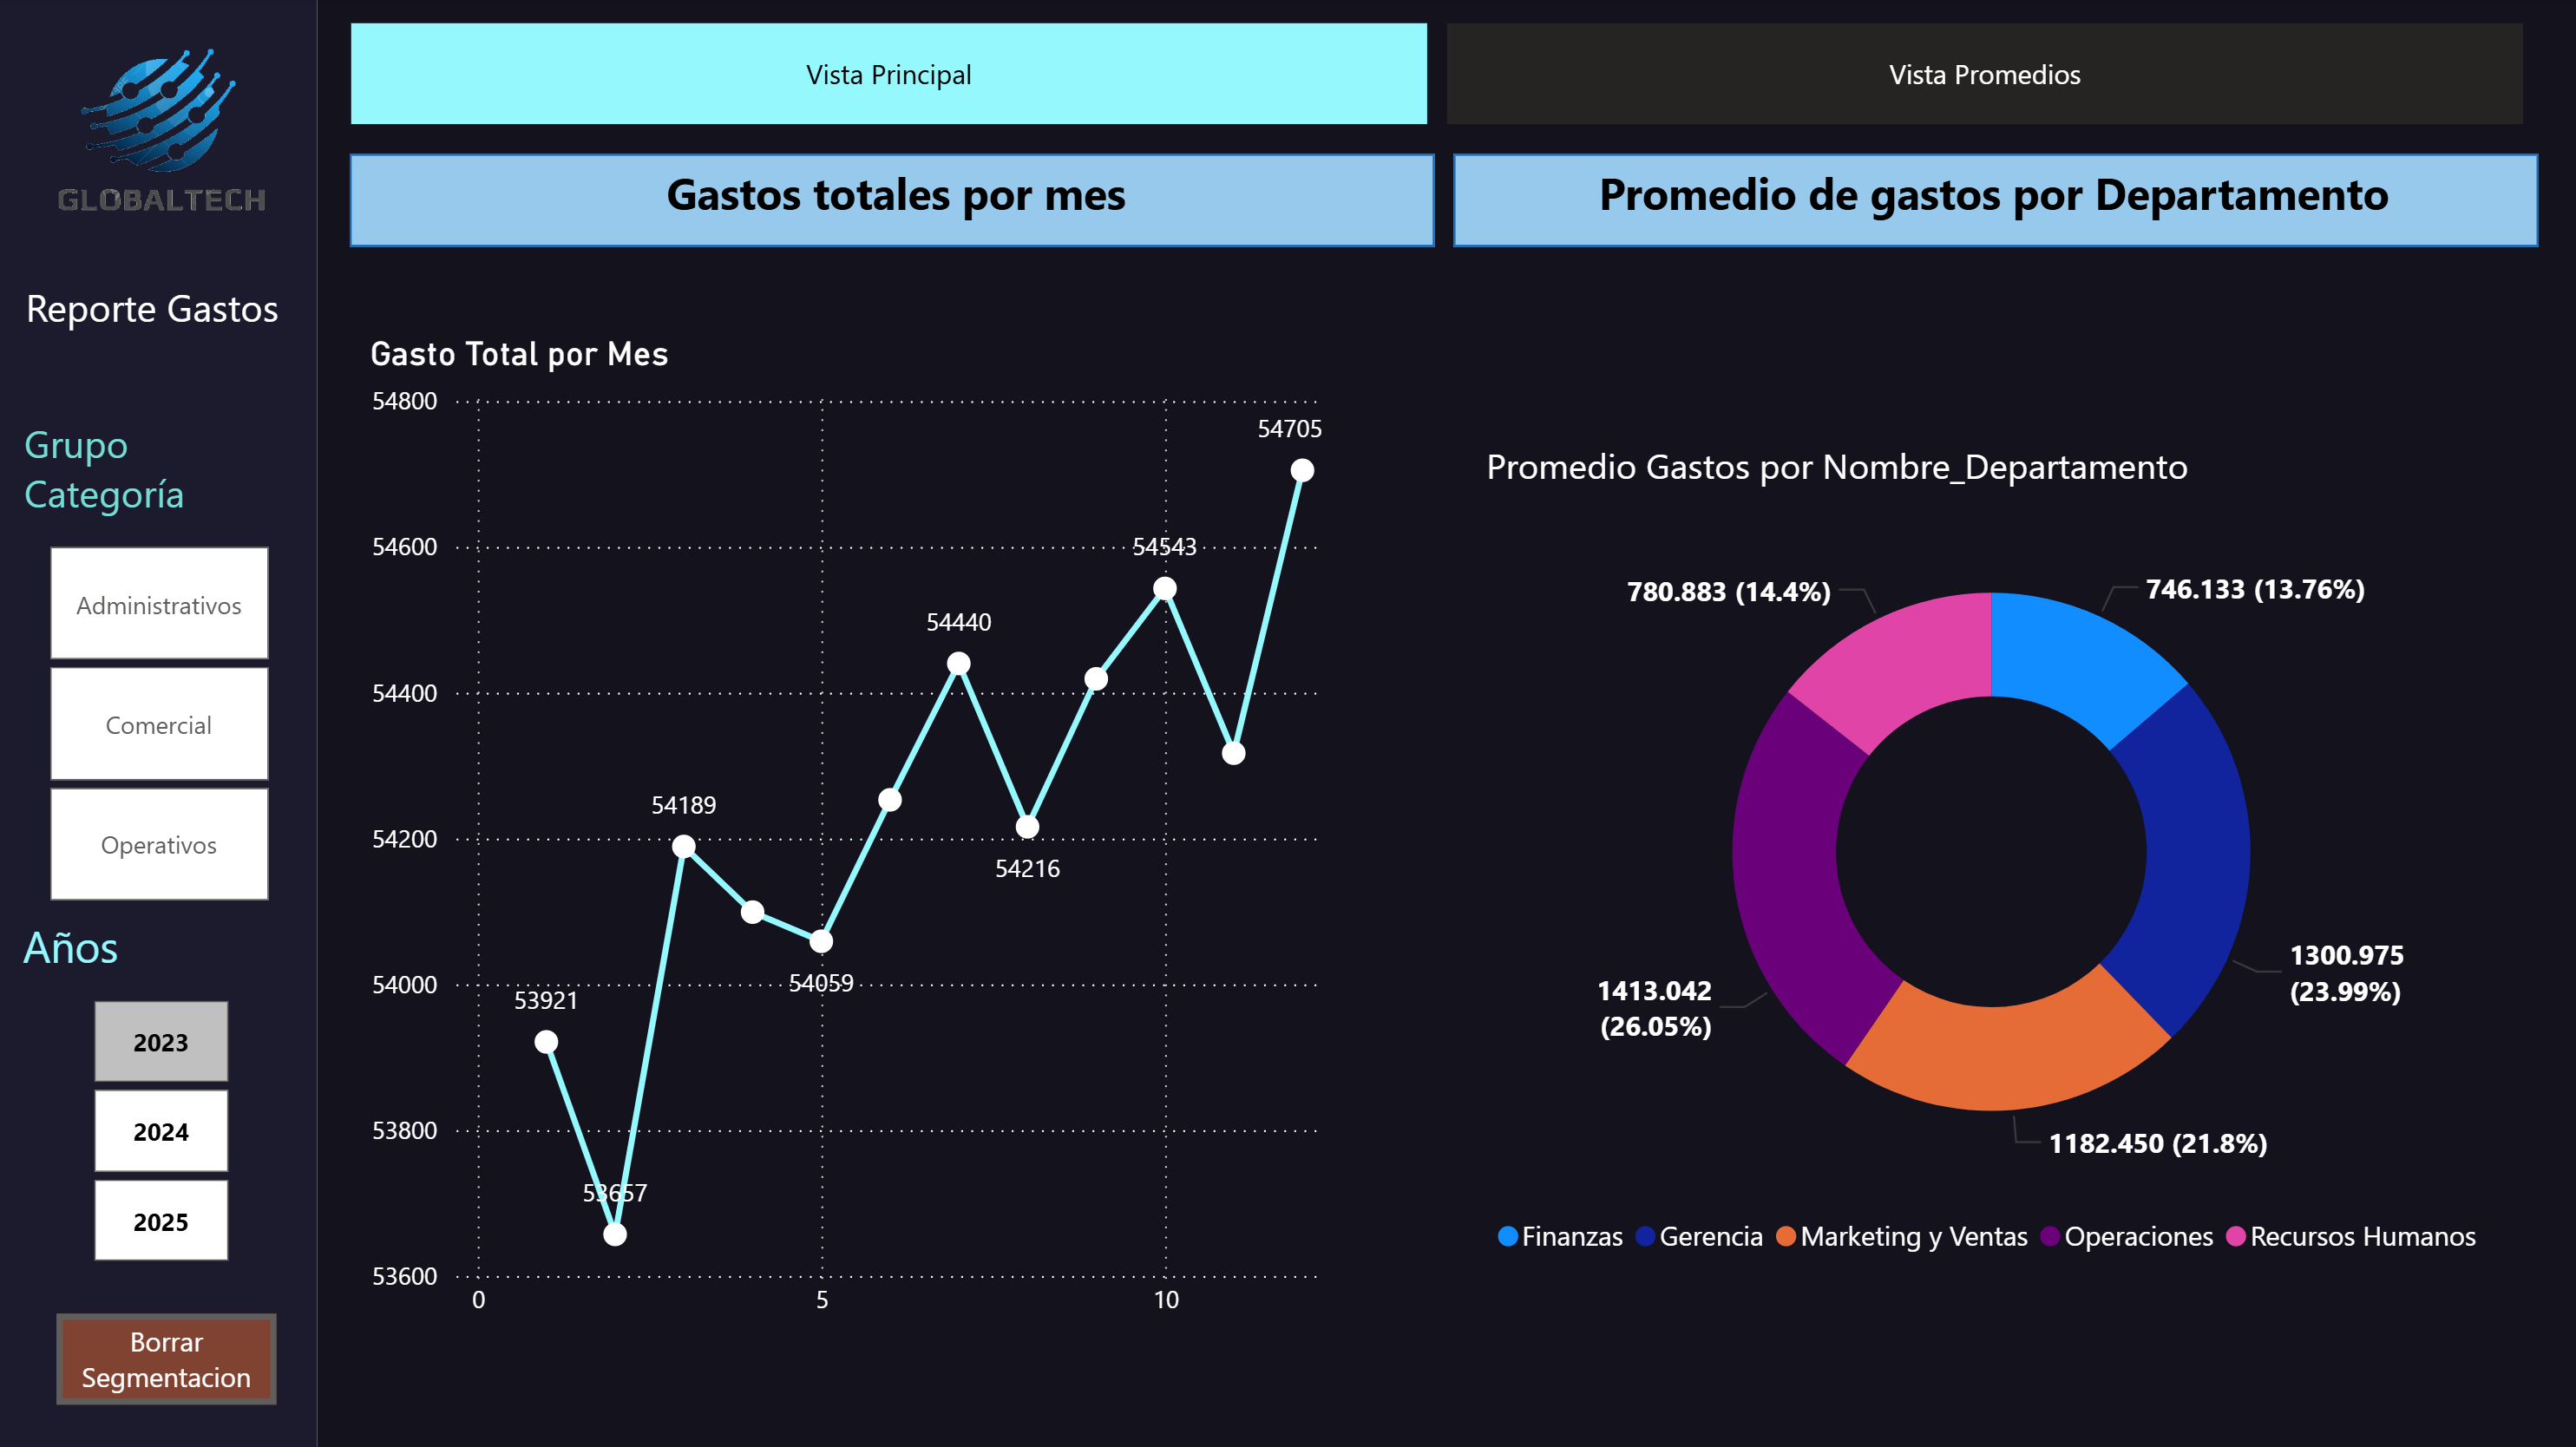 GLOBALTECH
Reporte Gastos
Grupo
Categoría
Administrativos
Comercial
Operativos
Años
2023
2024
2025
Borrar
Segmentacion
Vista Principal
Vista Promedios
Gastos totales por mes
Promedio de gastos por Departamento
Gasto Total por Mes
54800
54600
54400
54200
54000
53800
53600
0
5
10
53921
53657
54189
54059
54440
54216
54543
54705
Promedio Gastos por Nombre_Departamento
780.883 (14.4%)
746.133 (13.76%)
1300.975
(23.99%)
1413.042
(26.05%)
1182.450 (21.8%)
Finanzas Gerencia Marketing y Ventas Operaciones Recursos Humanos